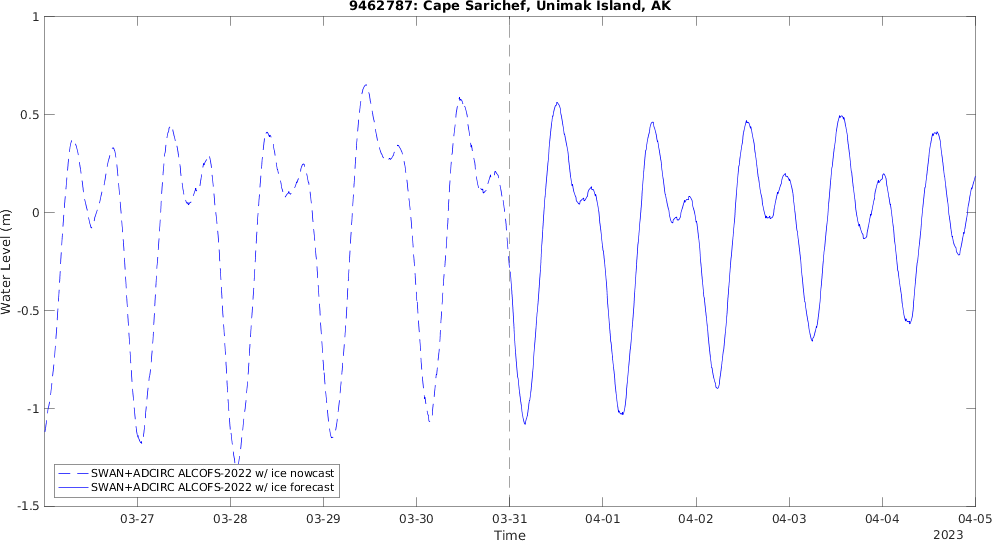 9462787: Cape Sarichef, Unimak Island, AK
1
0.5
0
-0.5
-1
-1.5
Water Level (m)
SWAN+ADCIRC ALCOFS-2022 w/ ice nowcast
SWAN+ADCIRC ALCOFS-2022 w/ ice forecast
03-27 03-28 03-29 03-30 03-31 04-01 04-02 04-03 04-04 04-05
Time
2023